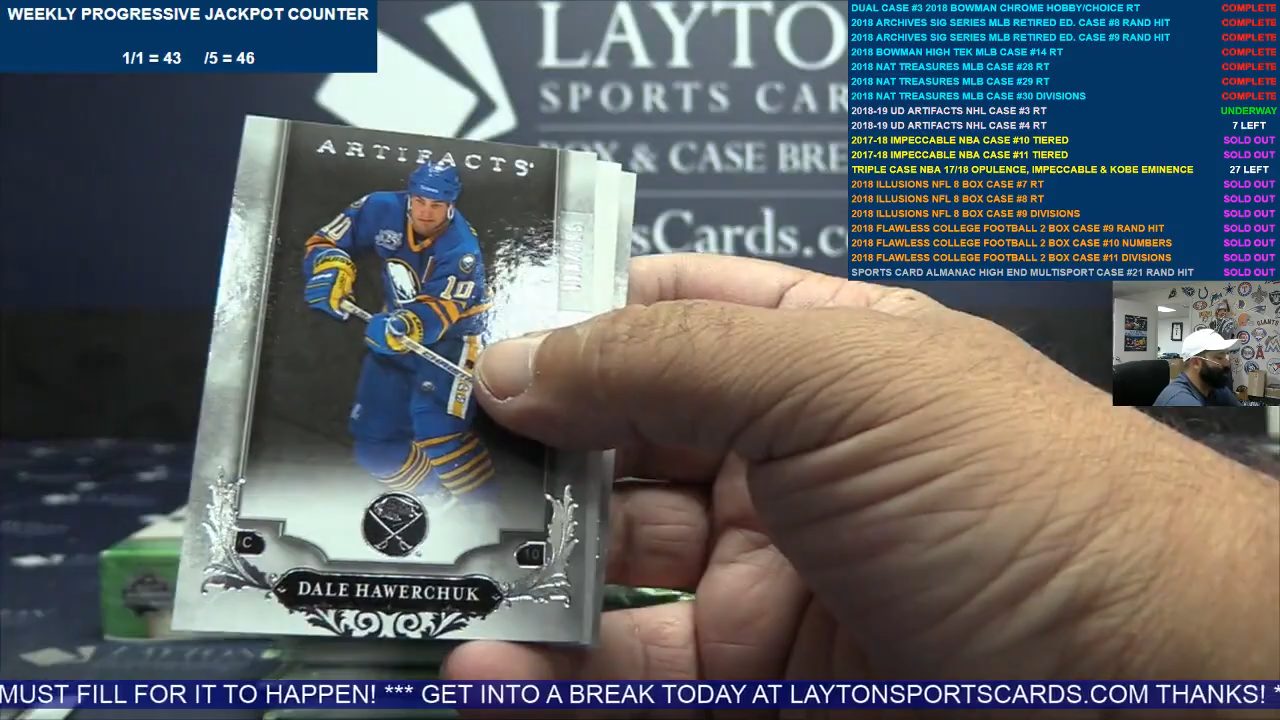 WEEKLY PROGRESSIVE JACKPOT COUNTER
1/1 = 43 /5 = 46
DUAL CASE #3 2018 BOWMAN CHROME HOBBY/CHOICE RT COMPLETE
2018 ARCHIVES SIG SERIES MLB RETIRED ED. CASE #8 RAND HIT COMPLETE
2018 ARCHIVES SIG SERIES MLB RETIRED ED. CASE #9 RAND HIT COMPLETE
2018 BOWMAN HIGH TEK MLB CASE #14 RT COMPLETE
2018 NAT TREASURES MLB CASE #28 RT COMPLETE
2018 NAT TREASURES MLB CASE #29 RT COMPLETE
2018 NAT TREASURES MLB CASE #30 DIVISIONS COMPLETE
2018-19 UD ARTIFACTS NHL CASE #3 RT UNDERWAY
2018-19 UD ARTIFACTS NHL CASE #4 RT 7 LEFT
2017-18 IMPECCABLE NBA CASE #10 TIERED SOLD OUT
2017-18 IMPECCABLE NBA CASE #11 TIERED SOLD OUT
TRIPLE CASE NBA 17/18 OPULENCE, IMPECCABLE & KOBE EMINENCE 27 LEFT
2018 ILLUSIONS NFL 8 BOX CASE #7 RT SOLD OUT
2018 ILLUSIONS NFL 8 BOX CASE #8 RT SOLD OUT
2018 ILLUSIONS NFL 8 BOX CASE #9 DIVISIONS SOLD OUT
2018 FLAWLESS COLLEGE FOOTBALL 2 BOX CASE #9 RAND HIT SOLD OUT
2018 FLAWLESS COLLEGE FOOTBALL 2 BOX CASE #10 NUMBERS SOLD OUT
2018 FLAWLESS COLLEGE FOOTBALL 2 BOX CASE #11 DIVISIONS SOLD OUT
SPORTS CARD ALMANAC HIGH END MULTISPORT CASE #21 RAND HIT SOLD OUT
LAYTO
SPORTS CAR
BOX & CASE BRE
sCards.c
ARTIFACTS
10
10
C
10
DALE HAWERCHUK
MUST FILL FOR IT TO HAPPEN! *** GET INTO A BREAK TODAY AT LAYTONSPORTSCARDS.COM THANKS! *